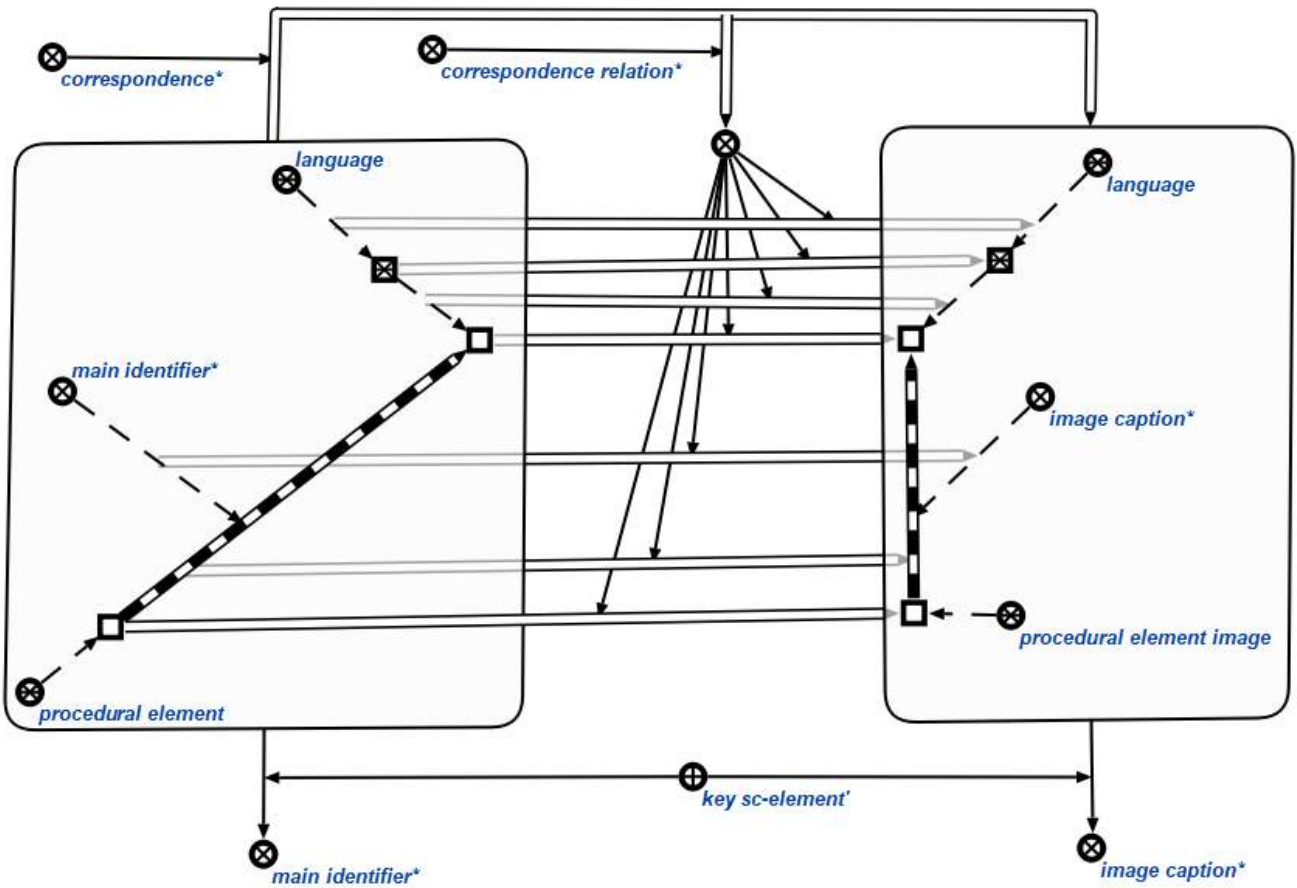 correspondence*
correspondence relation*
language
language
main identifier*
image caption*
procedural element image
procedural element
key sc-element'
main identifier*
image caption*